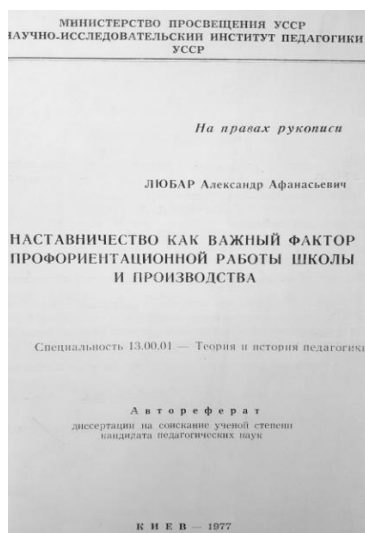 МИНИСТЕРСТВО ПРОСВЕЩЕНИЯ УССР
НАУЧНО-ИССЛЕДОВАТЕЛЬСКИЙ ИНСТИТУТ ПЕДАГОГИКИ
УССР
На правах рукописи
ЛЮБАР Александр Афанасьевич
НАСТАВНИЧЕСТВО КАК ВАЖНЫЙ ФАКТОР
ПРОФОРИЕНТАЦИОННОЙ РАБОТЫ ШКОЛЫ
И ПРОИЗВОДСТВА
Специальность 13.00.01 — Теория и история педагогики
Автореферат
диссертации на соискание ученой степени
кандидата педагогических наук
КИЕВ — 1977